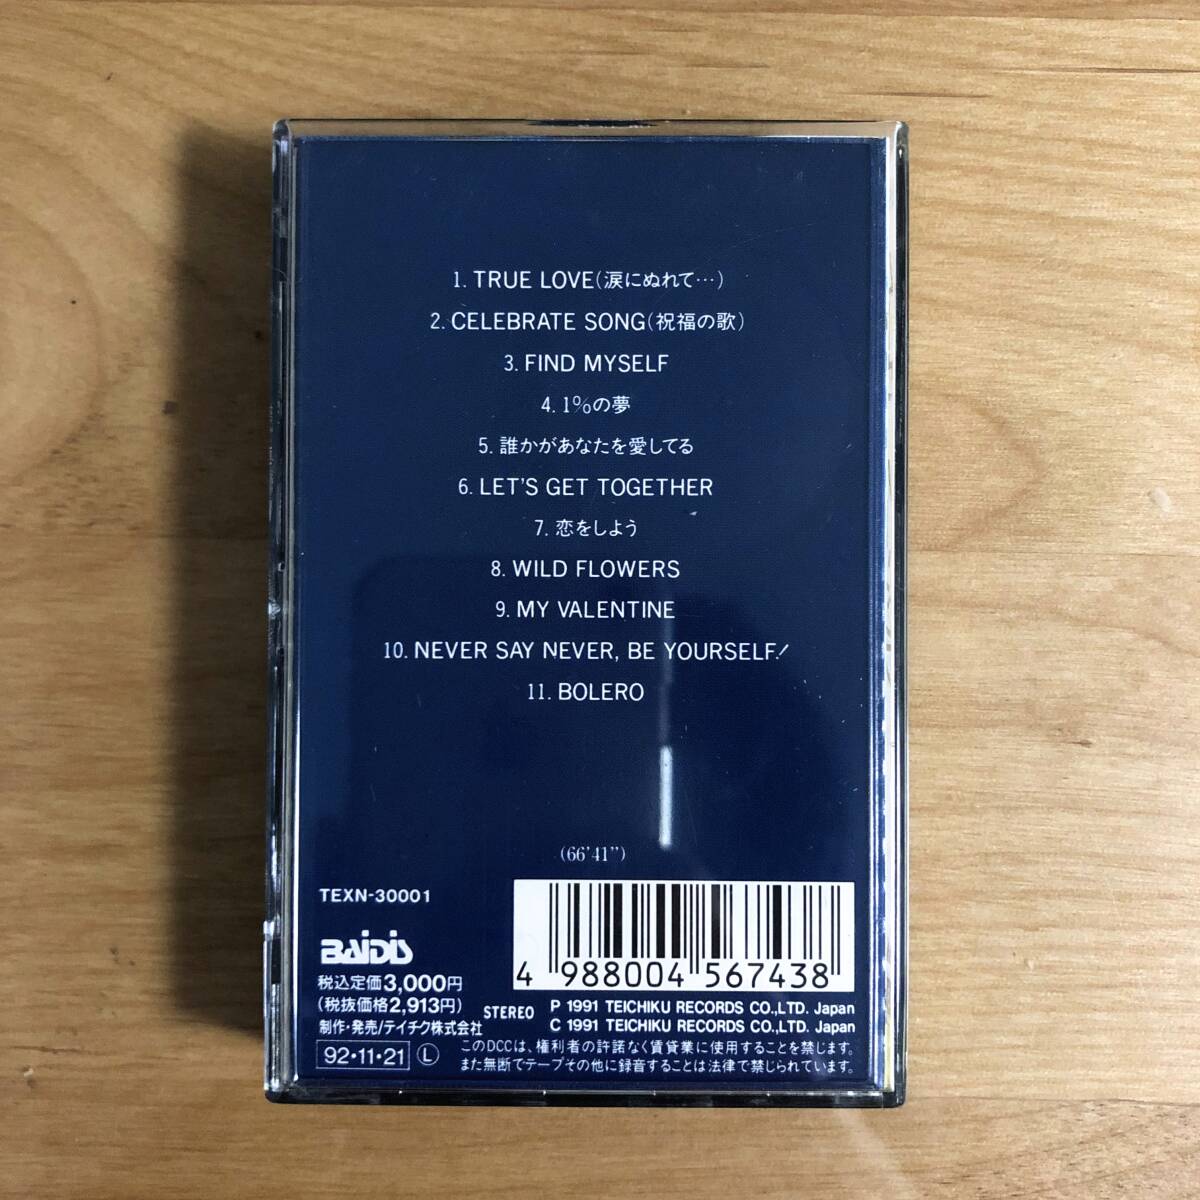 1. TRUE LOVE(涙にぬれて…)
2. CELEBRATE SONG(祝福の歌)
3. FIND MYSELF
4. 1%の夢
5. 誰かがあなたを愛してる
6. LET'S GET TOGETHER
7. 恋をしよう
8. WILD FLOWERS
9. MY VALENTINE
10. NEVER SAY NEVER, BE YOURSELF!
11. BOLERO
(66'41")
TEXN-30001
BAiDiS
税込定価3,000円
(税抜価格2,913円)
制作・発売/テイチク株式会社
92・11・21 L
4 988004 567438
STEREO
P 1991 TEICHIKU RECORDS CO.,LTD. Japan
C 1991 TEICHIKU RECORDS CO.,LTD. Japan
このDCCは、権利者の許諾なく賃貸業に使用することを禁じます。
また無断でテープその他に録音することは法律で禁じられています。